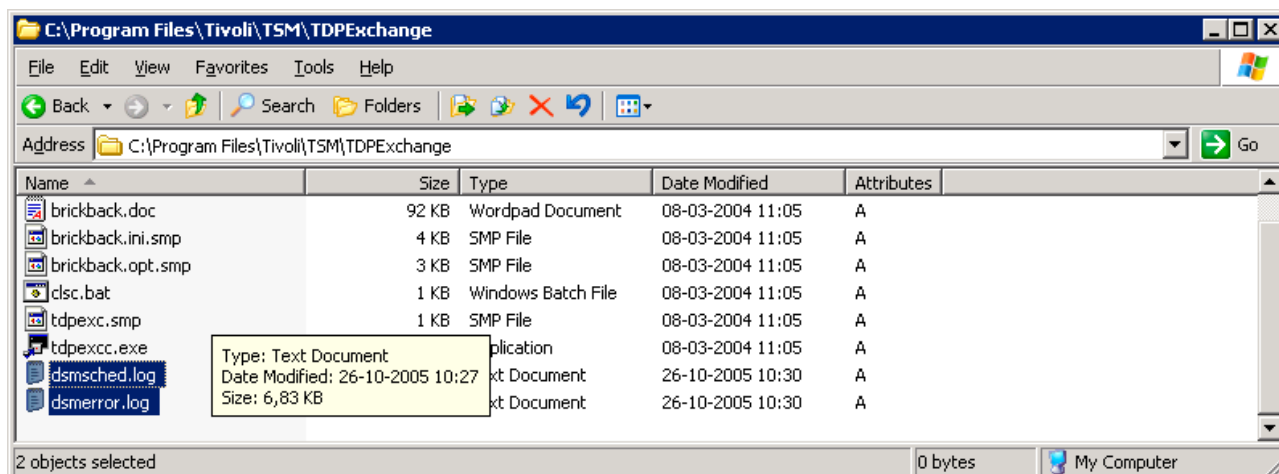 C:\Program Files\Tivoli\TSM\TDPExchange
File Edit View Favorites Tools Help
Back Search Folders
Address C:\Program Files\Tivoli\TSM\TDPExchange Go
Name Size Type Date Modified Attributes
brickback.doc 92 KB Wordpad Document 08-03-2004 11:05 A
brickback.ini.smp 4 KB SMP File 08-03-2004 11:05 A
brickback.opt.smp 3 KB SMP File 08-03-2004 11:05 A
clsc.bat 1 KB Windows Batch File 08-03-2004 11:05 A
tdpexc.smp 1 KB SMP File 08-03-2004 11:05 A
tdpexcc.exe plication 08-03-2004 11:05 A
dsmsched.log xt Document 26-10-2005 10:30 A
dsmerror.log xt Document 26-10-2005 10:30 A
Type: Text Document
Date Modified: 26-10-2005 10:27
Size: 6,83 KB
2 objects selected 0 bytes My Computer